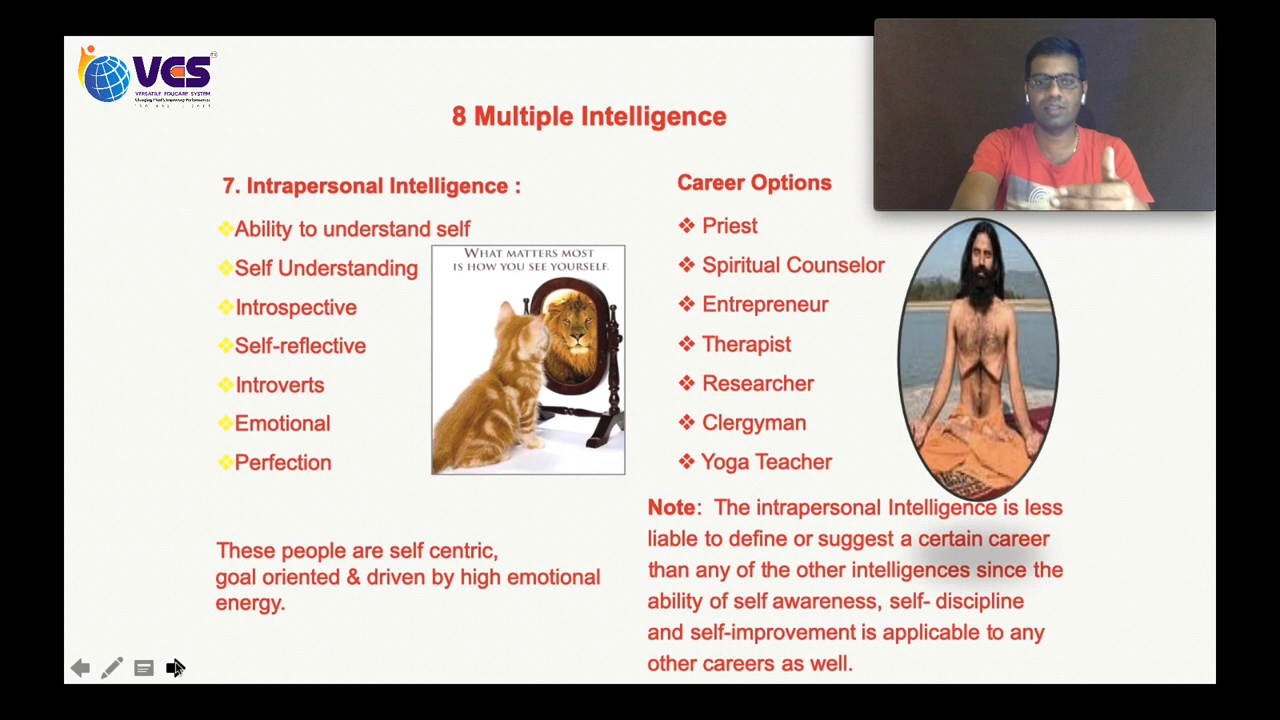 VCS
VERSATILE EDUCARE SYSTEM
8 Multiple Intelligence
7. Intrapersonal Intelligence :
Ability to understand self
Self Understanding
Introspective
Self-reflective
Introverts
Emotional
Perfection
WHAT MATTERS MOST
IS HOW YOU SEE YOURSELF.
These people are self centric,
goal oriented & driven by high emotional
energy.
Career Options
Priest
Spiritual Counselor
Entrepreneur
Therapist
Researcher
Clergyman
Yoga Teacher
Note: The intrapersonal Intelligence is less
liable to define or suggest a certain career
than any of the other intelligences since the
ability of self awareness, self- discipline
and self-improvement is applicable to any
other careers as well.